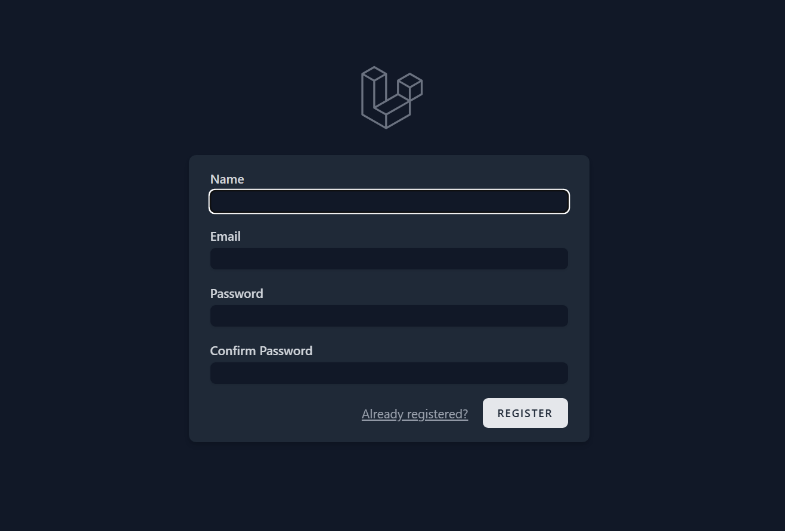 Name
Email
Password
Confirm Password
Already registered? REGISTER